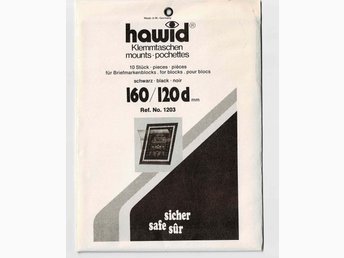 hawid
Klemmtaschen
mounts · pochettes
10 Stück · pieces · pièces
für Briefmarkenblocks . for blocks . pour blocs
schwarz · black · noir
160/120 d mm
Ref. No. 1203
sicher
safe sûr